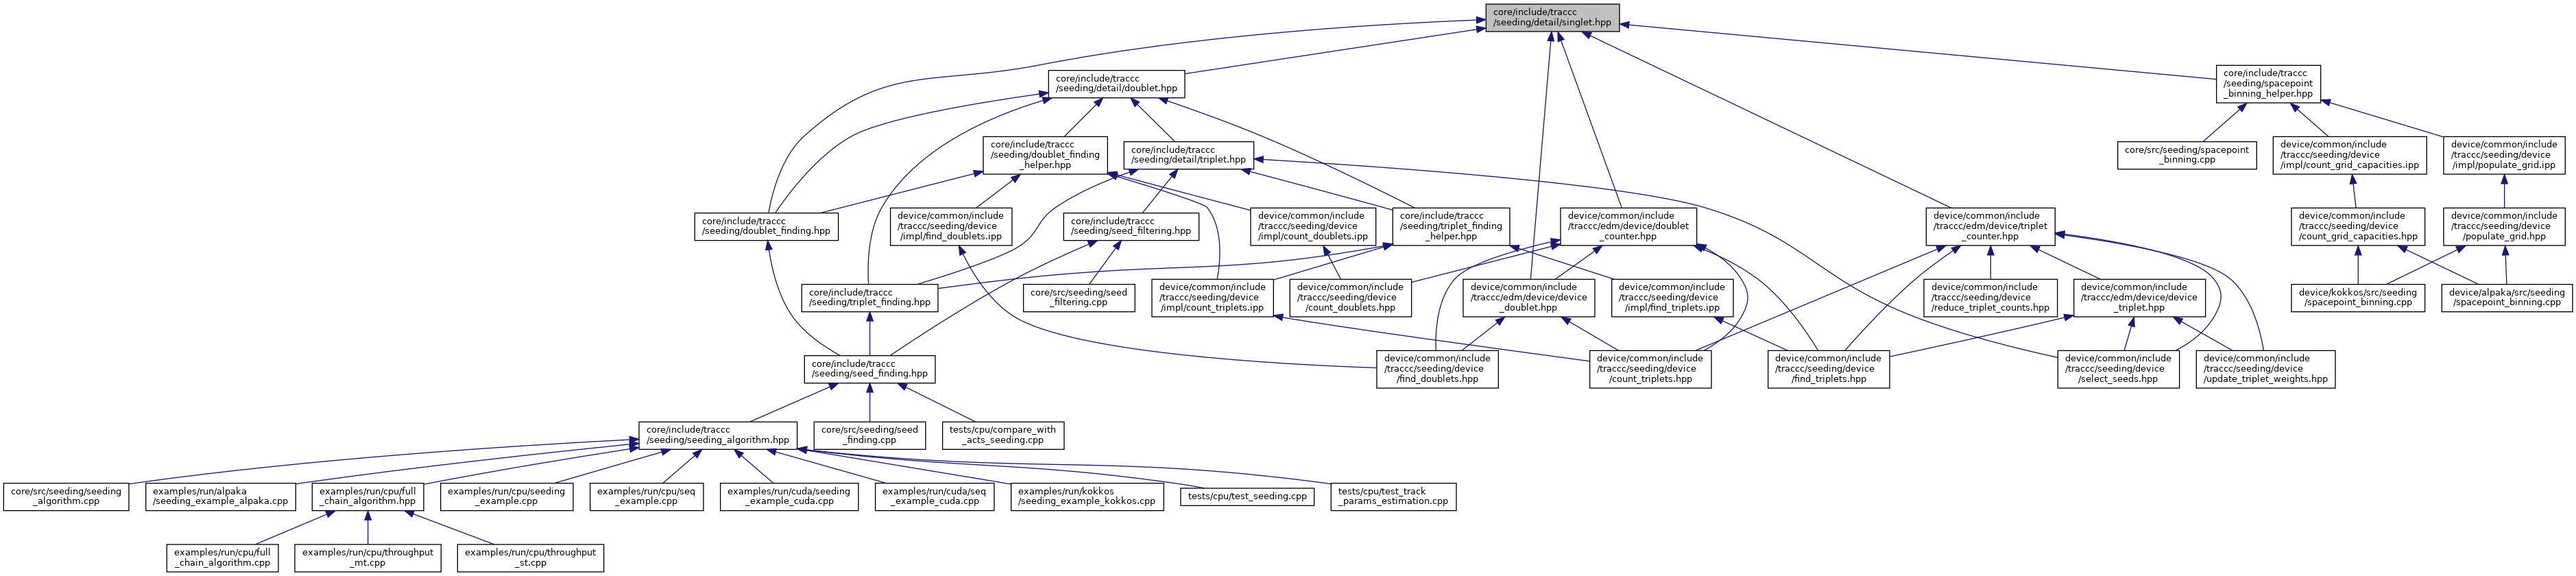 core/include/traccc
/seeding/detail/singlet.hpp
core/include/traccc
/seeding/detail/doublet.hpp
core/include/traccc
/seeding/spacepoint
_binning_helper.hpp
core/include/traccc
/seeding/doublet_finding
_helper.hpp
core/include/traccc
/seeding/detail/triplet.hpp
core/src/seeding/spacepoint
_binning.cpp
device/common/include
/traccc/seeding/device
/impl/count_grid_capacities.ipp
device/common/include
/traccc/seeding/device
/impl/populate_grid.ipp
core/include/traccc
/seeding/doublet_finding.hpp
device/common/include
/traccc/seeding/device
/impl/find_doublets.ipp
core/include/traccc
/seeding/seed_filtering.hpp
device/common/include
/traccc/seeding/device
/impl/count_doublets.ipp
core/include/traccc
/seeding/triplet_finding
_helper.hpp
device/common/include
/traccc/edm/device/doublet
_counter.hpp
device/common/include
/traccc/edm/device/triplet
_counter.hpp
device/common/include
/traccc/seeding/device
/count_grid_capacities.hpp
device/common/include
/traccc/seeding/device
/populate_grid.hpp
core/include/traccc
/seeding/triplet_finding.hpp
core/src/seeding/seed
_filtering.cpp
device/common/include
/traccc/seeding/device
/impl/count_triplets.ipp
device/common/include
/traccc/seeding/device
/count_doublets.hpp
device/common/include
/traccc/edm/device/device
_doublet.hpp
device/common/include
/traccc/seeding/device
/impl/find_triplets.ipp
device/common/include
/traccc/seeding/device
/reduce_triplet_counts.hpp
device/common/include
/traccc/edm/device/device
_triplet.hpp
device/kokkos/src/seeding
/spacepoint_binning.cpp
device/alpaka/src/seeding
/spacepoint_binning.cpp
core/include/traccc
/seeding/seed_finding.hpp
device/common/include
/traccc/seeding/device
/find_doublets.hpp
device/common/include
/traccc/seeding/device
/count_triplets.hpp
device/common/include
/traccc/seeding/device
/find_triplets.hpp
device/common/include
/traccc/seeding/device
/select_seeds.hpp
device/common/include
/traccc/seeding/device
/update_triplet_weights.hpp
core/include/traccc
/seeding/seeding_algorithm.hpp
core/src/seeding/seed
_finding.cpp
tests/cpu/compare_with
_acts_seeding.cpp
core/src/seeding/seeding
_algorithm.cpp
examples/run/alpaka
/seeding_example_alpaka.cpp
examples/run/cpu/full
_chain_algorithm.hpp
examples/run/cpu/seeding
_example.cpp
examples/run/cpu/seq
_example.cpp
examples/run/cuda/seeding
_example_cuda.cpp
examples/run/cuda/seq
_example_cuda.cpp
examples/run/kokkos
/seeding_example_kokkos.cpp
tests/cpu/test_seeding.cpp
tests/cpu/test_track
_params_estimation.cpp
examples/run/cpu/full
_chain_algorithm.cpp
examples/run/cpu/throughput
_mt.cpp
examples/run/cpu/throughput
_st.cpp